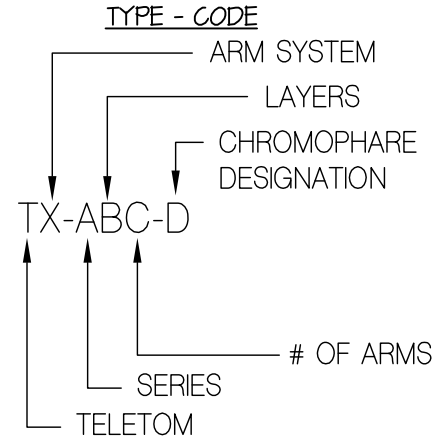 TYPE - CODE
ARM SYSTEM
LAYERS
CHROMOPHARE
DESIGNATION
TX-ABC-D
# OF ARMS
SERIES
TELETOM